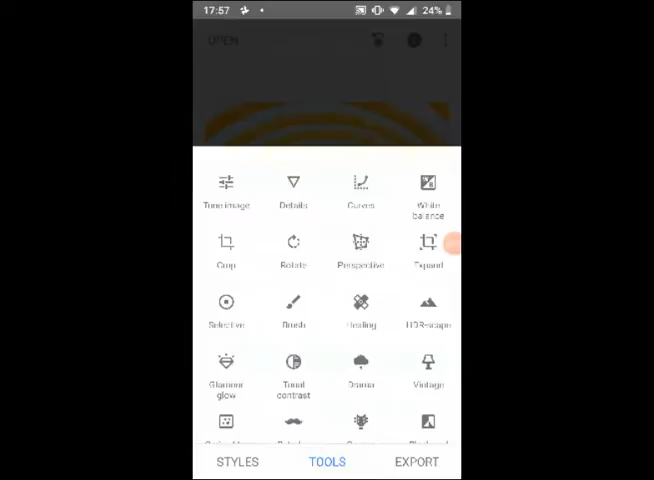 17:57 24%
OPEN
Tune image Details Curves White balance
Crop Rotate Perspective Expand
Selective Brush Healing HDR-scape
Glamour glow Tonal contrast Drama Vintage
STYLES TOOLS EXPORT